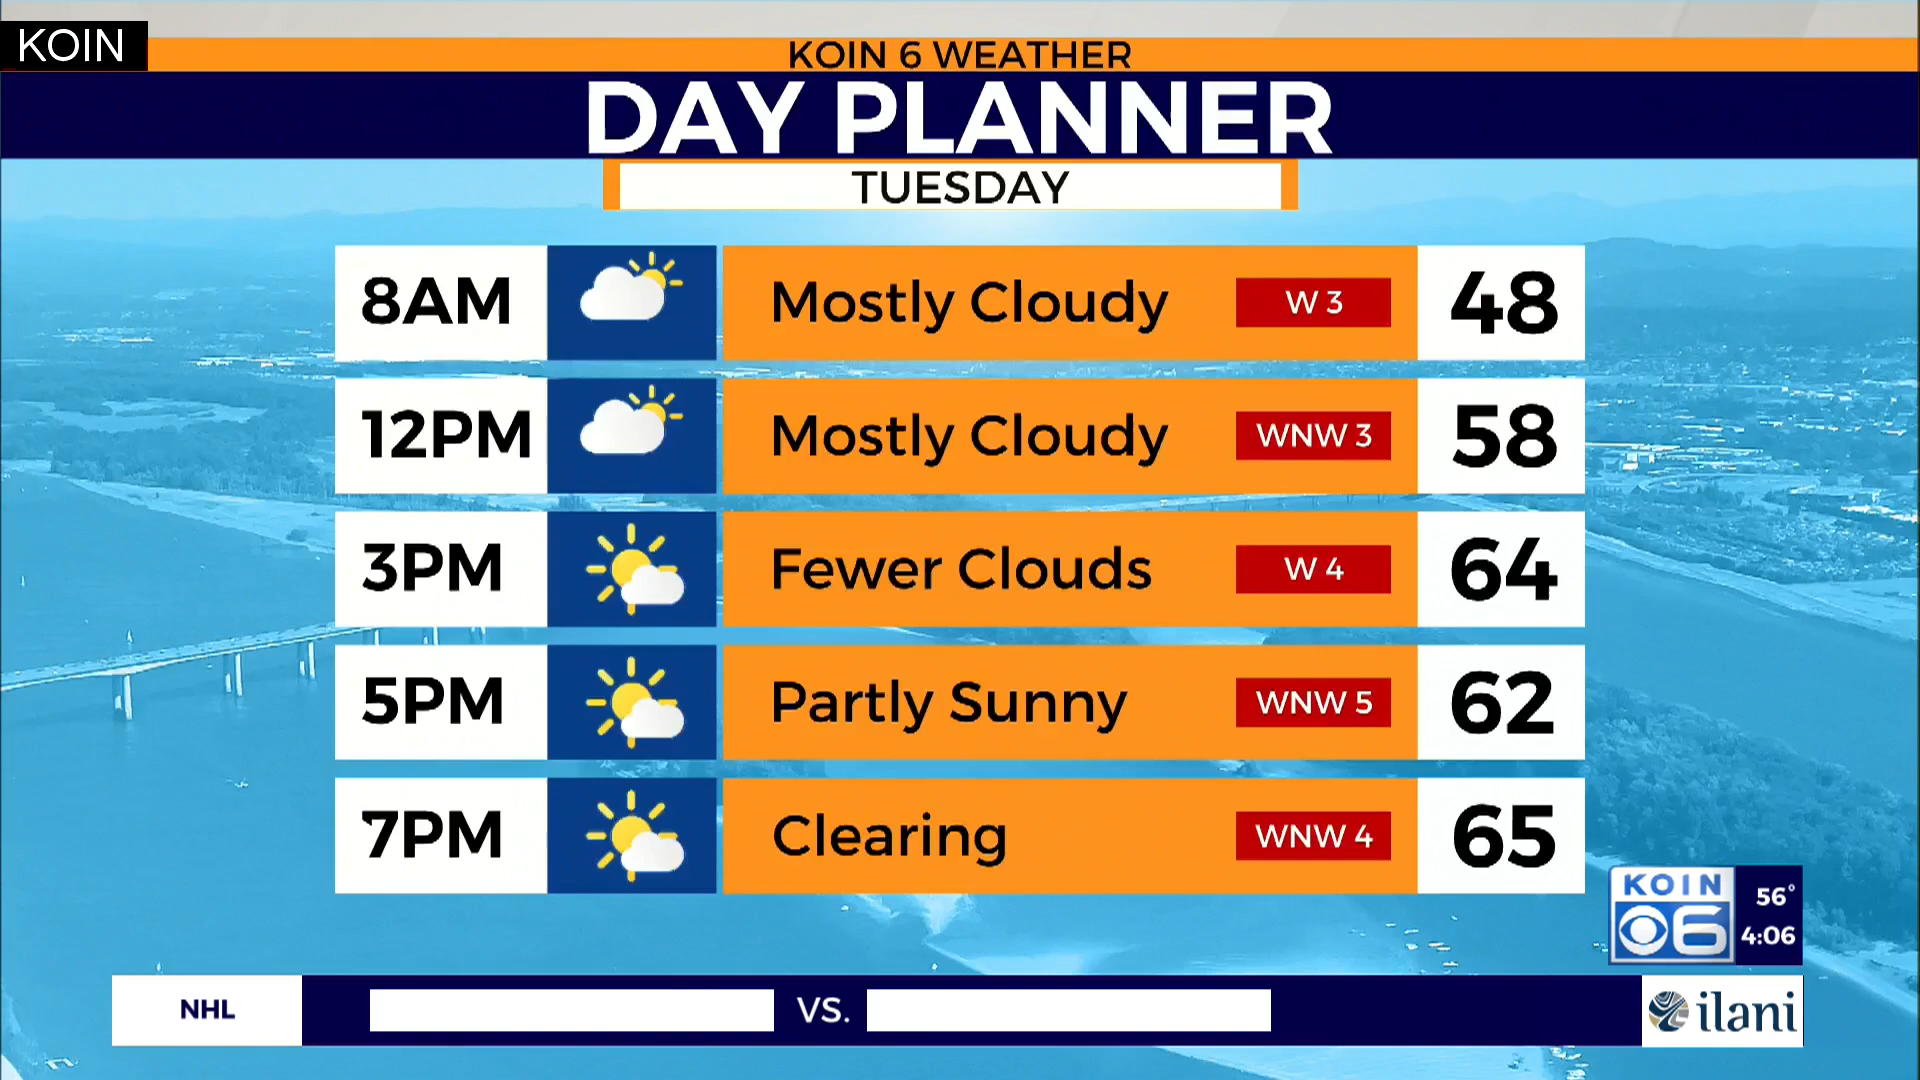 KOIN
KOIN 6 WEATHER
DAY PLANNER
TUESDAY
8AM Mostly Cloudy W 3 48
12PM Mostly Cloudy WNW 3 58
3PM Fewer Clouds W 4 64
5PM Partly Sunny WNW 5 62
7PM Clearing WNW 4 65
KOIN 6
56°
4:06
NHL VS. ilani